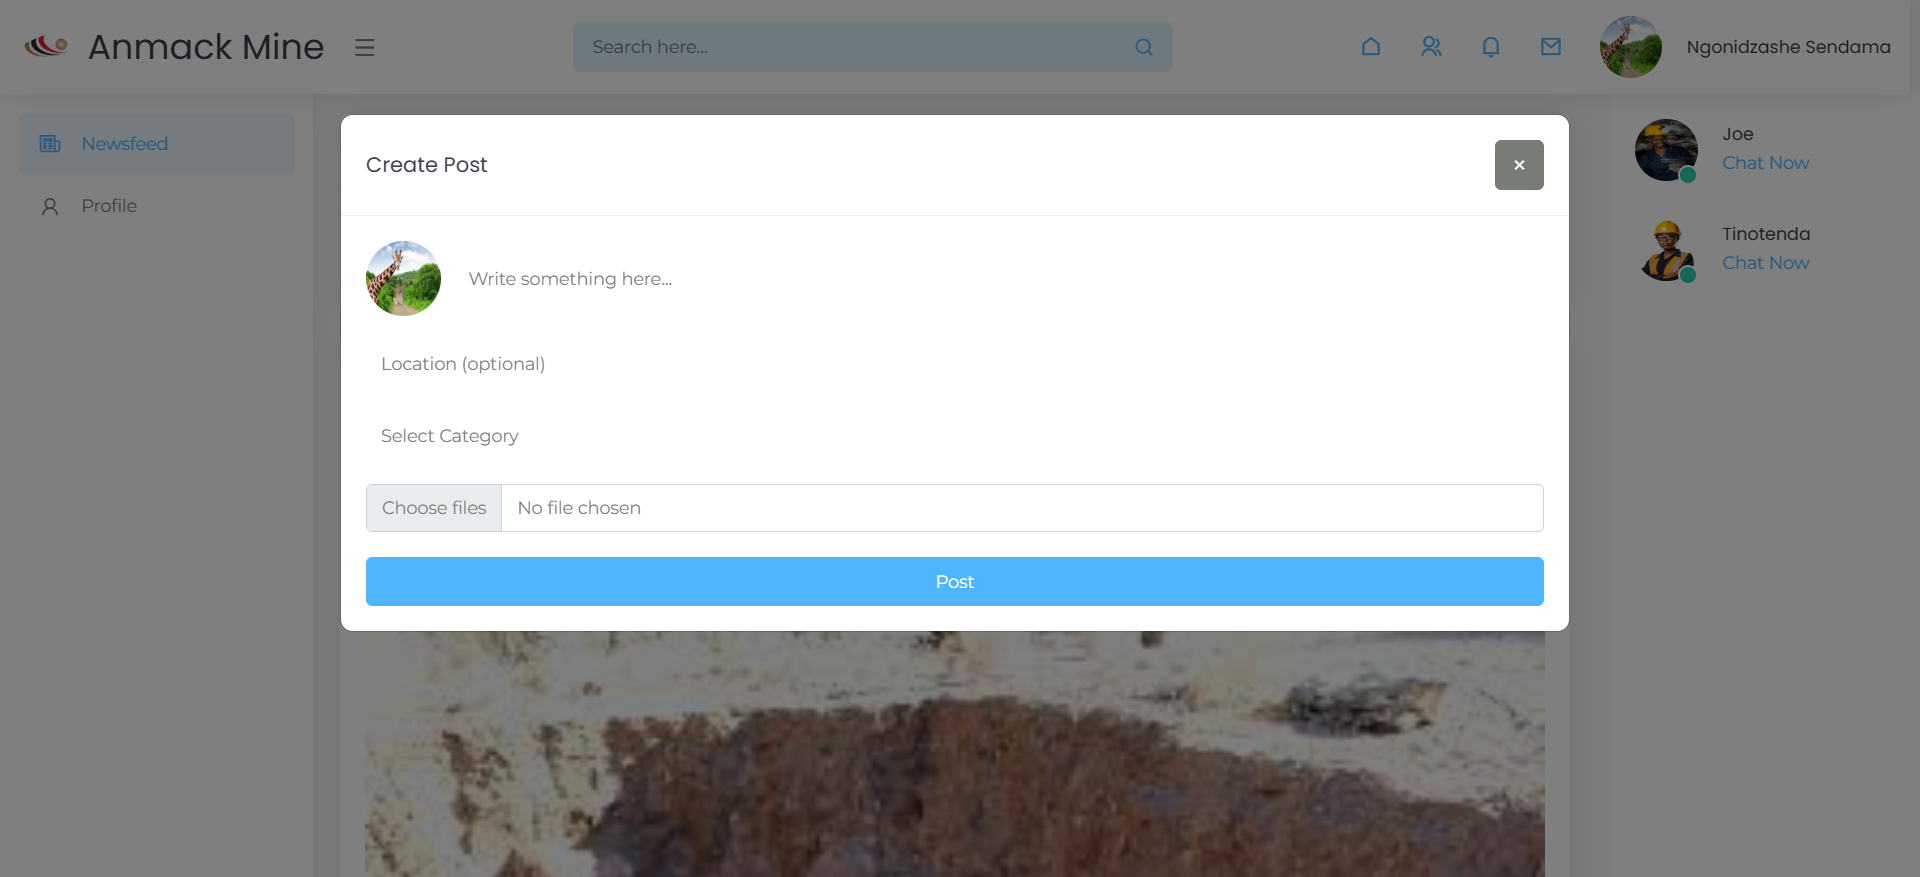 Anmack Mine
Search here...
Ngonidzashe Sendama
Newsfeed
Profile
Create Post
×
Write something here...
Location (optional)
Select Category
Choose files
No file chosen
Post
Joe
Chat Now
Tinotenda
Chat Now